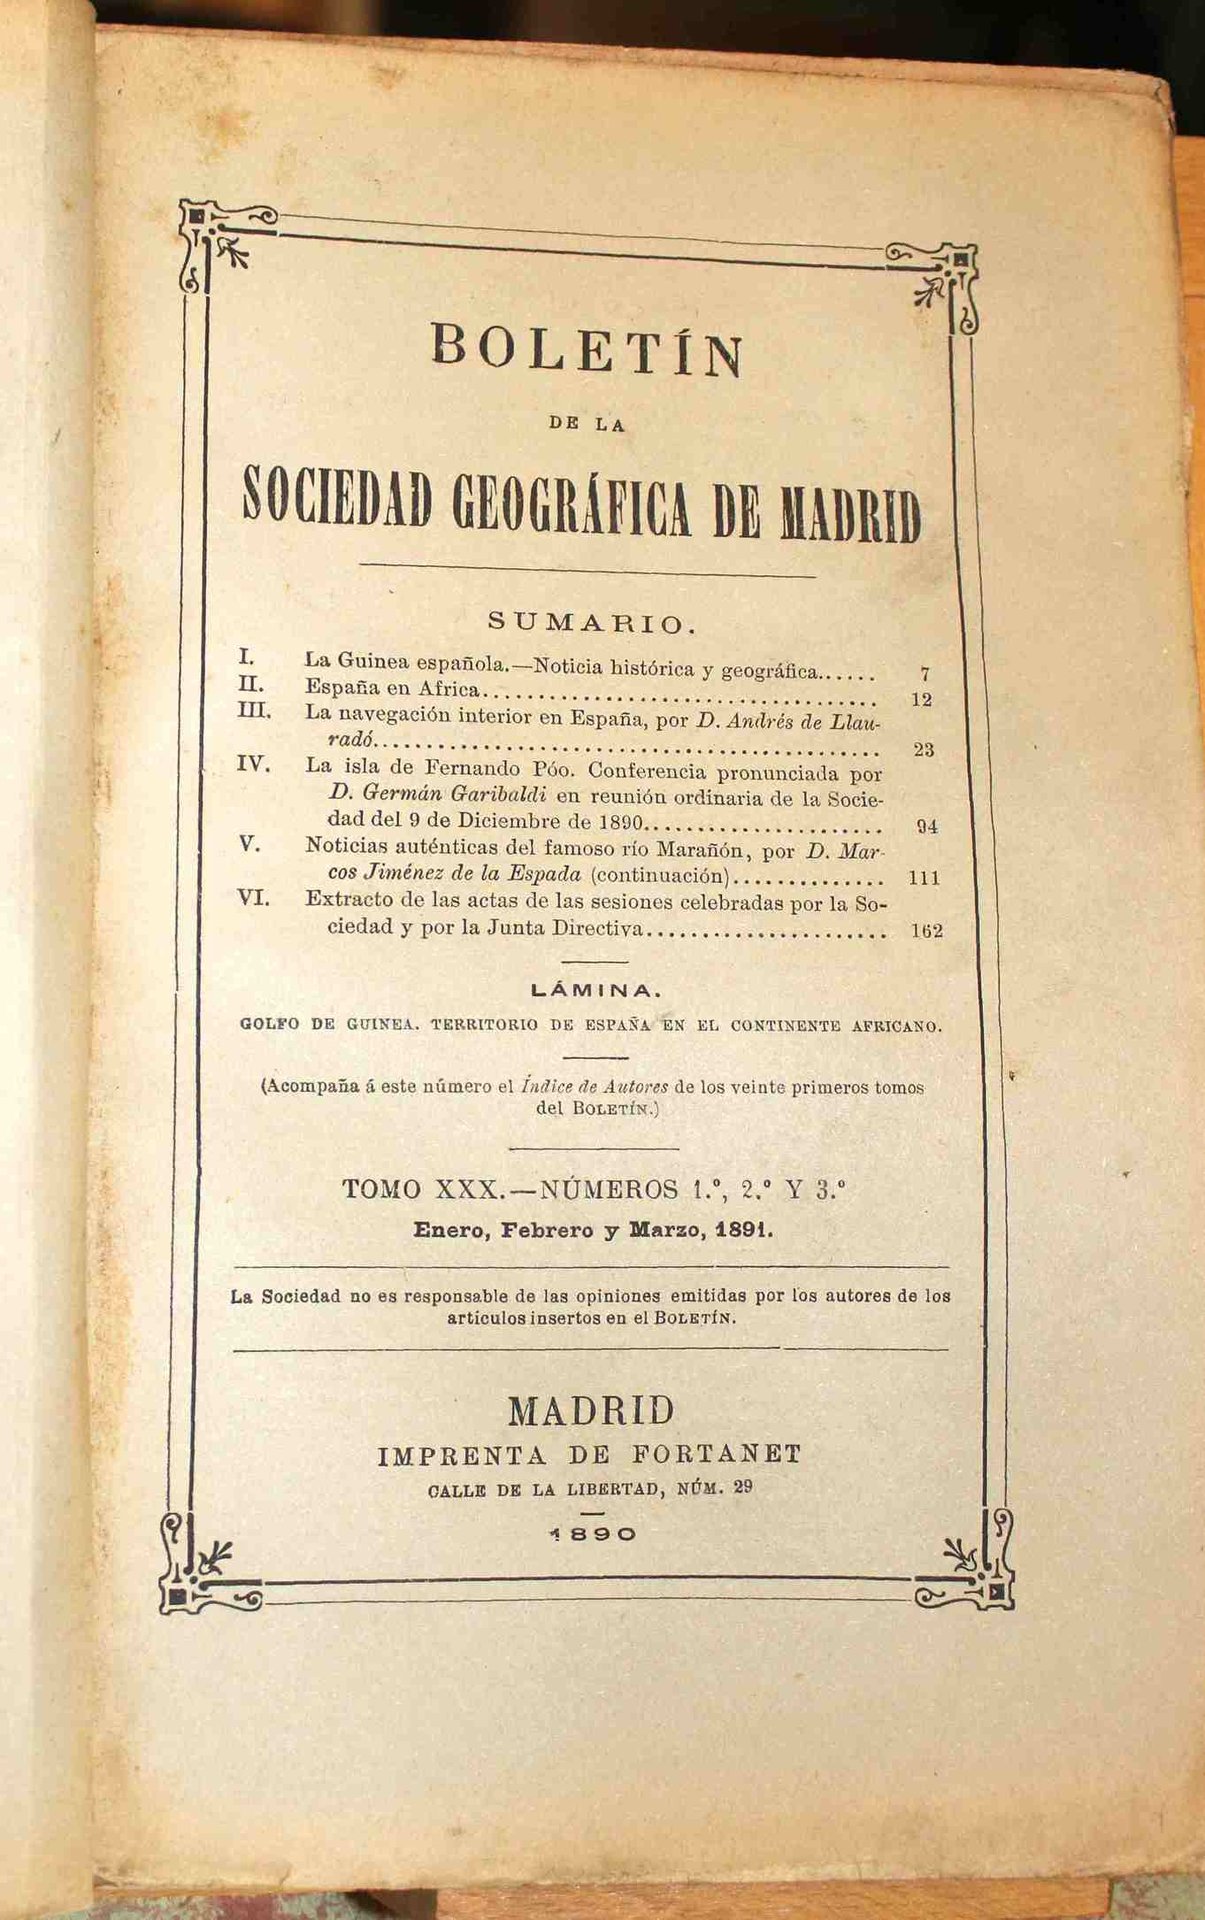 BOLETÍN
DE LA
SOCIEDAD GEOGRÁFICA DE MADRID
SUMARIO.
I. La Guinea española.—Noticia histórica y geográfica...... 7
II. España en Africa..................................... 12
III. La navegación interior en España, por D. Andrés de Llau-
radó............................................... 23
IV. La isla de Fernando Póo. Conferencia pronunciada por
D. Germán Garibaldi en reunión ordinaria de la Socie-
dad del 9 de Diciembre de 1890...................... 94
V. Noticias auténticas del famoso río Marañón, por D. Mar-
cos Jiménez de la Espada (continuación).............. 111
VI. Extracto de las actas de las sesiones celebradas por la So-
ciedad y por la Junta Directiva...................... 162
LÁMINA.
GOLFO DE GUINEA. TERRITORIO DE ESPAÑA EN EL CONTINENTE AFRICANO.
(Acompaña á este número el Índice de Autores de los veinte primeros tomos
del BOLETÍN.)
TOMO XXX.—NÚMEROS 1.º, 2.º Y 3.º
Enero, Febrero y Marzo, 1891.
La Sociedad no es responsable de las opiniones emitidas por los autores de los
artículos insertos en el BOLETÍN.
MADRID
IMPRENTA DE FORTANET
CALLE DE LA LIBERTAD, NÚM. 29
1890